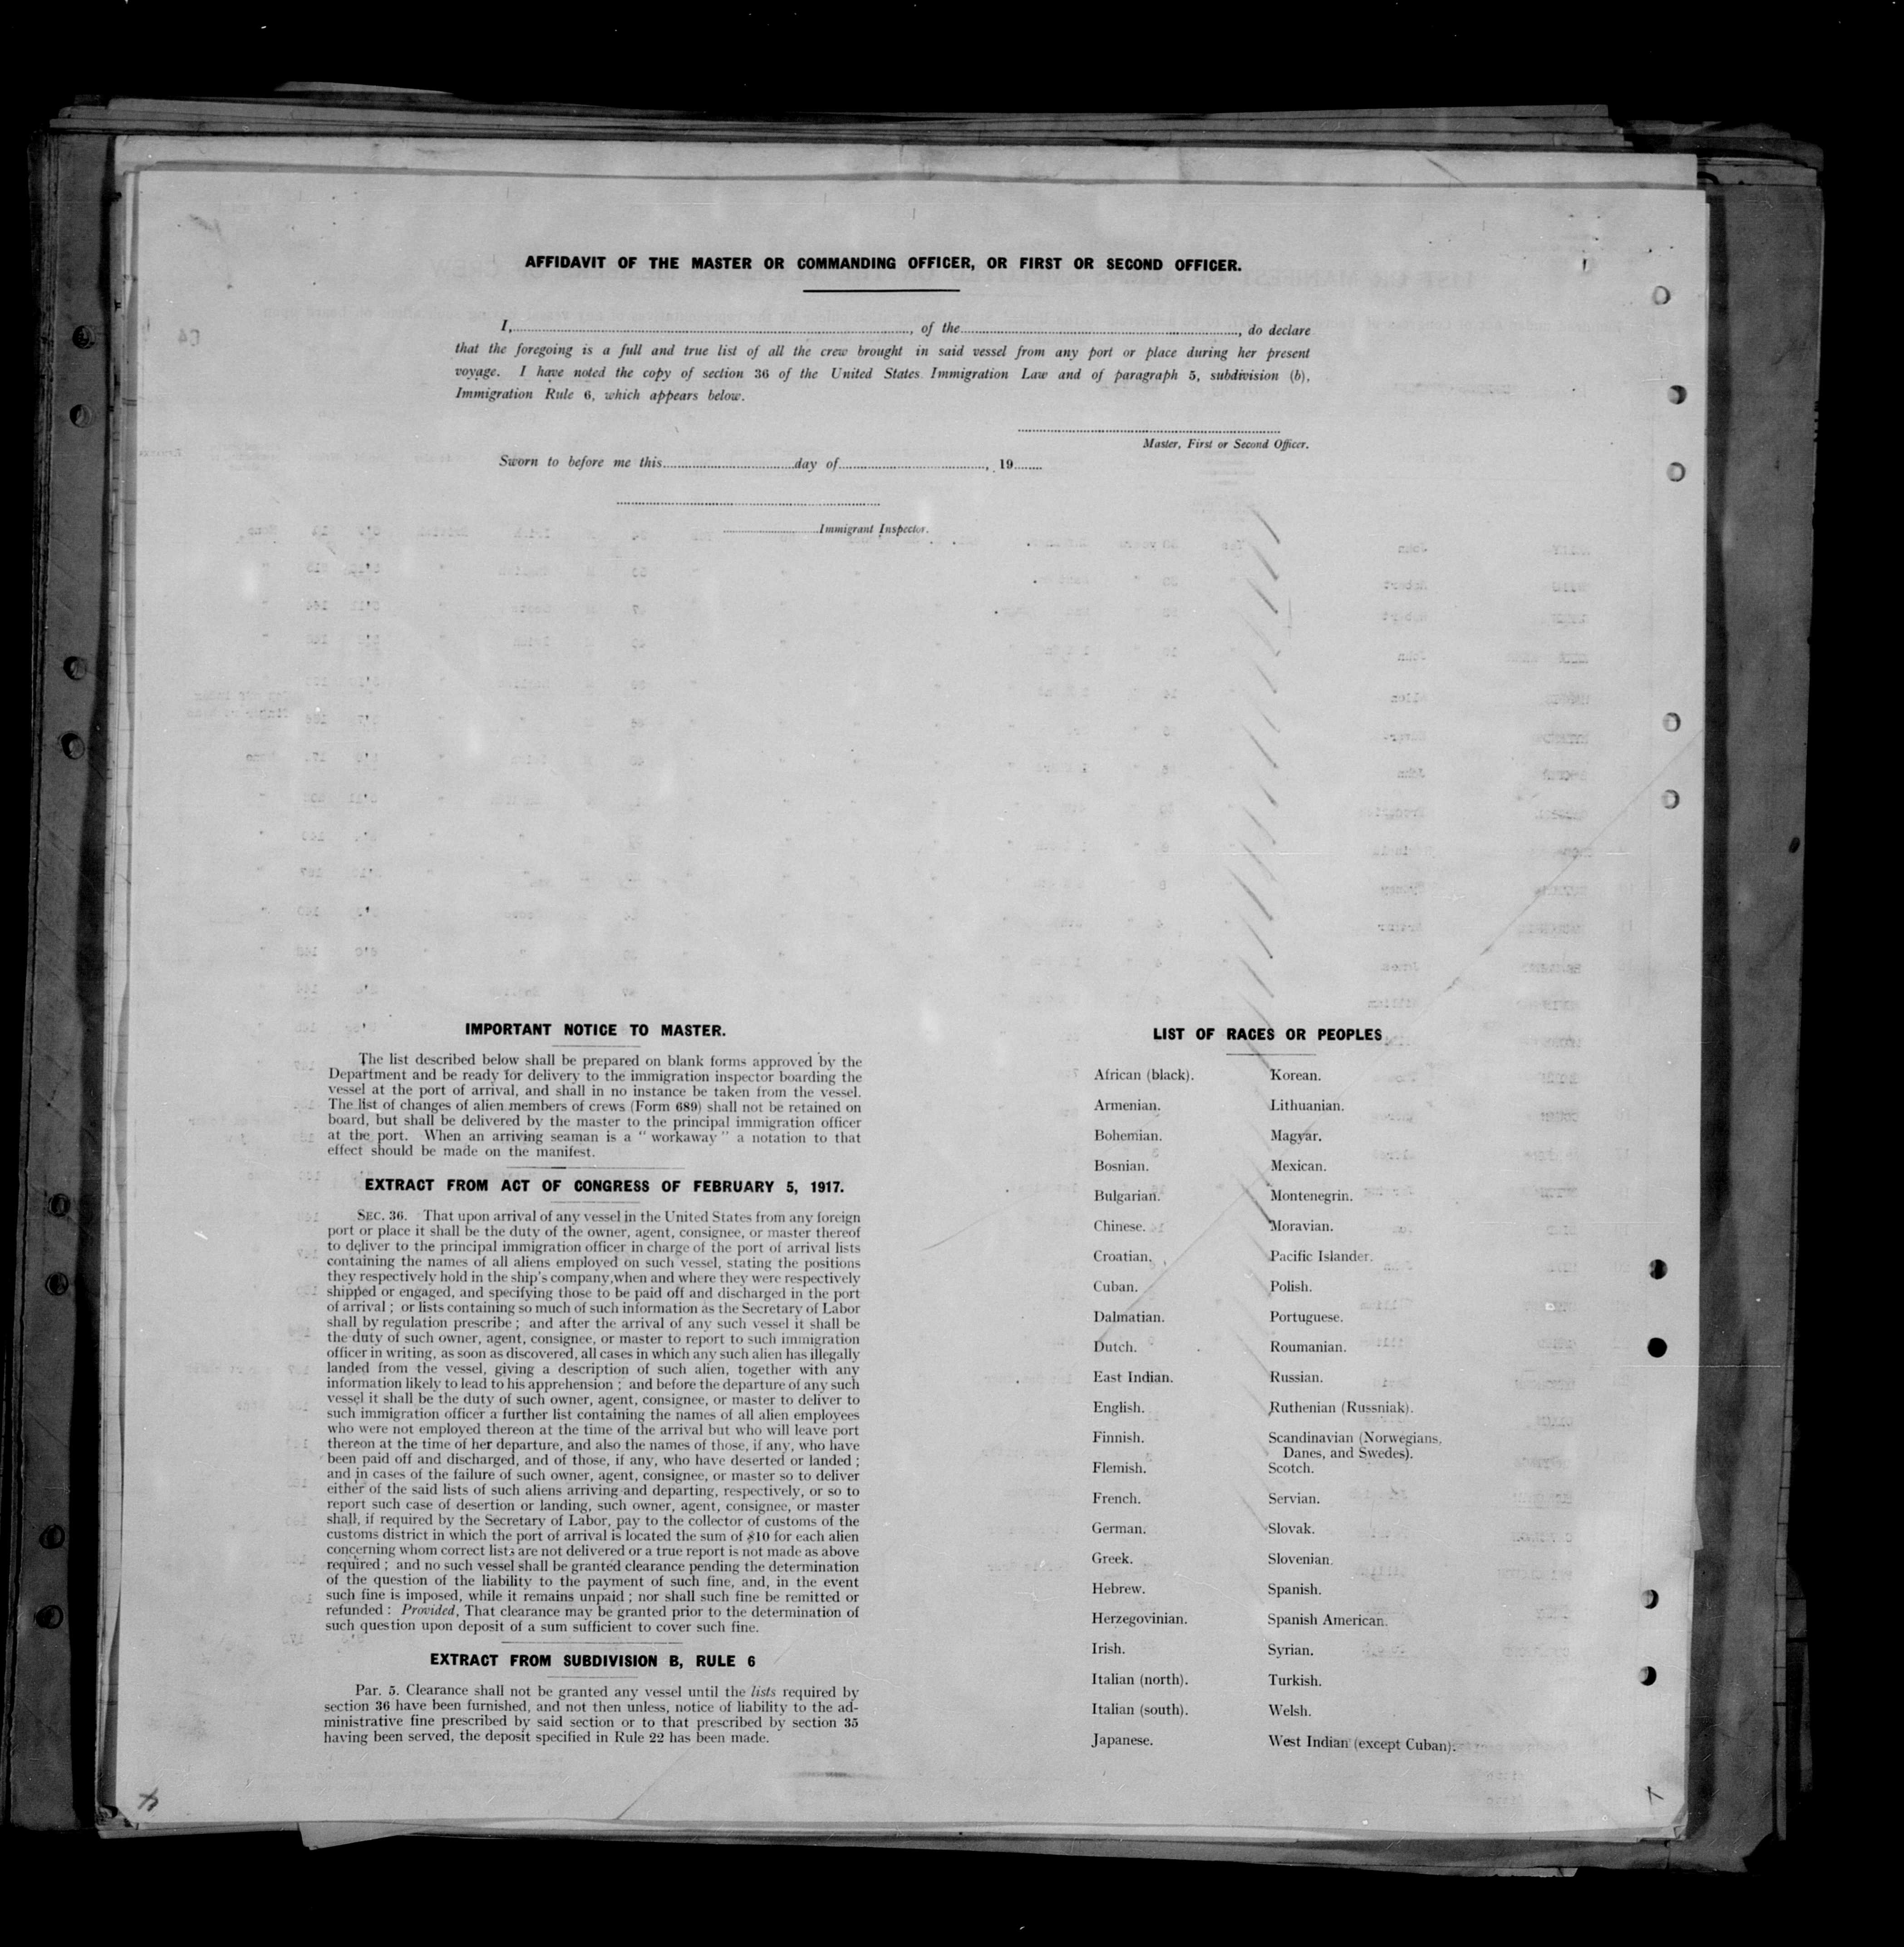 AFFIDAVIT OF THE MASTER OR COMMANDING OFFICER, OR FIRST OR SECOND OFFICER.
I,........................, of the........................, do declare
that the foregoing is a full and true list of all the crew brought in said vessel from any port or place during her present
voyage. I have noted the copy of section 36 of the United States Immigration Law and of paragraph 5, subdivision (b),
Immigration Rule 6, which appears below.
Master, First or Second Officer.
Sworn to before me this................day of................, 19........
................Immigrant Inspector.
IMPORTANT NOTICE TO MASTER.
The list described below shall be prepared on blank forms approved by the
Department and be ready for delivery to the immigration inspector boarding the
vessel at the port of arrival, and shall in no instance be taken from the vessel.
The list of changes of alien members of crews (Form 689) shall not be retained on
board, but shall be delivered by the master to the principal immigration officer
at the port. When an arriving seaman is a "workaway" a notation to that
effect should be made on the manifest.
EXTRACT FROM ACT OF CONGRESS OF FEBRUARY 5, 1917.
SEC. 36. That upon arrival of any vessel in the United States from any foreign
port or place it shall be the duty of the owner, agent, consignee, or master thereof
to deliver to the principal immigration officer in charge of the port of arrival lists
containing the names of all aliens employed on such vessel, stating the positions
they respectively hold in the ship's company,when and where they were respectively
shipped or engaged, and specifying those to be paid off and discharged in the port
of arrival; or lists containing so much of such information as the Secretary of Labor
shall by regulation prescribe; and after the arrival of any such vessel it shall be
the duty of such owner, agent, consignee, or master to report to such immigration
officer in writing, as soon as discovered, all cases in which any such alien has illegally
landed from the vessel, giving a description of such alien, together with any
information likely to lead to his apprehension; and before the departure of any such
vessel it shall be the duty of such owner, agent, consignee, or master to deliver to
such immigration officer a further list containing the names of all alien employees
who were not employed thereon at the time of the arrival but who will leave port
thereon at the time of her departure, and also the names of those, if any, who have
been paid off and discharged, and of those, if any, who have deserted or landed;
and in cases of the failure of such owner, agent, consignee, or master so to deliver
either of the said lists of such aliens arriving and departing, respectively, or so to
report such case of desertion or landing, such owner, agent, consignee, or master
shall, if required by the Secretary of Labor, pay to the collector of customs of the
customs district in which the port of arrival is located the sum of $10 for each alien
concerning whom correct lists are not delivered or a true report is not made as above
required; and no such vessel shall be granted clearance pending the determination
of the question of the liability to the payment of such fine, and, in the event
such fine is imposed, while it remains unpaid; nor shall such fine be remitted or
refunded: Provided, That clearance may be granted prior to the determination of
such question upon deposit of a sum sufficient to cover such fine.
EXTRACT FROM SUBDIVISION B, RULE 6
Par. 5. Clearance shall not be granted any vessel until the lists required by
section 36 have been furnished, and not then unless, notice of liability to the ad-
ministrative fine prescribed by said section or to that prescribed by section 35
having been served, the deposit specified in Rule 22 has been made.
LIST OF RACES OR PEOPLES
African (black).
Armenian.
Bohemian.
Bosnian.
Bulgarian.
Chinese.
Croatian.
Cuban.
Dalmatian.
Dutch.
East Indian.
English.
Finnish.
Flemish.
French.
German.
Greek.
Hebrew.
Herzegovinian.
Irish.
Italian (north).
Italian (south).
Japanese.
Korean.
Lithuanian.
Magyar.
Mexican.
Montenegrin.
Moravian.
Pacific Islander.
Polish.
Portuguese.
Roumanian.
Russian.
Ruthenian (Russniak).
Scandinavian (Norwegians,
Danes, and Swedes).
Scotch.
Servian.
Slovak.
Slovenian.
Spanish.
Spanish American.
Syrian.
Turkish.
Welsh.
West Indian (except Cuban).